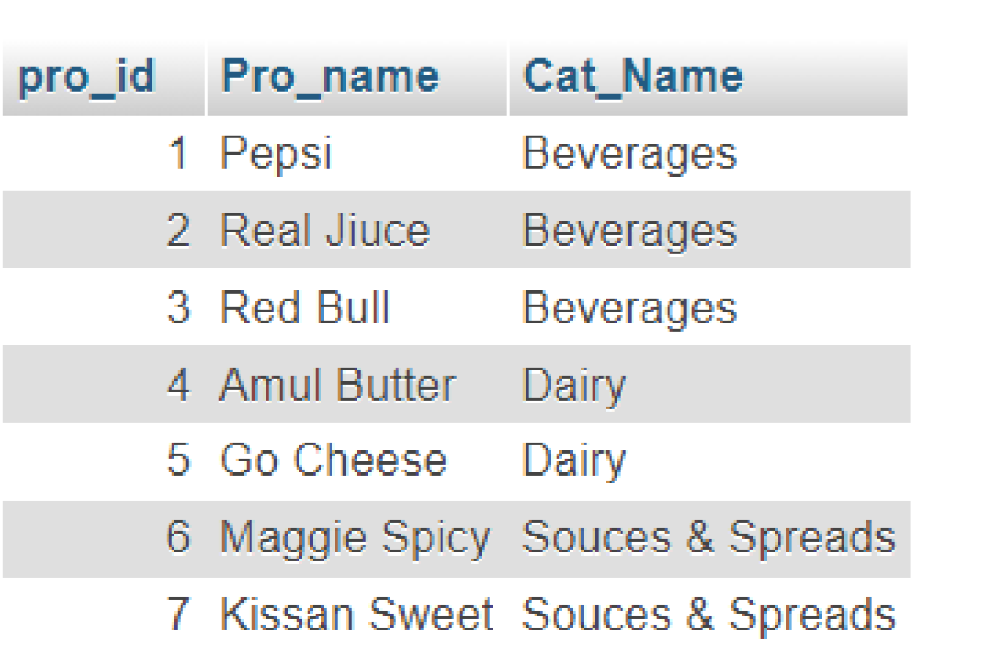 pro_id Pro_name Cat_Name
1 Pepsi Beverages
2 Real Jiuce Beverages
3 Red Bull Beverages
4 Amul Butter Dairy
5 Go Cheese Dairy
6 Maggie Spicy Souces & Spreads
7 Kissan Sweet Souces & Spreads